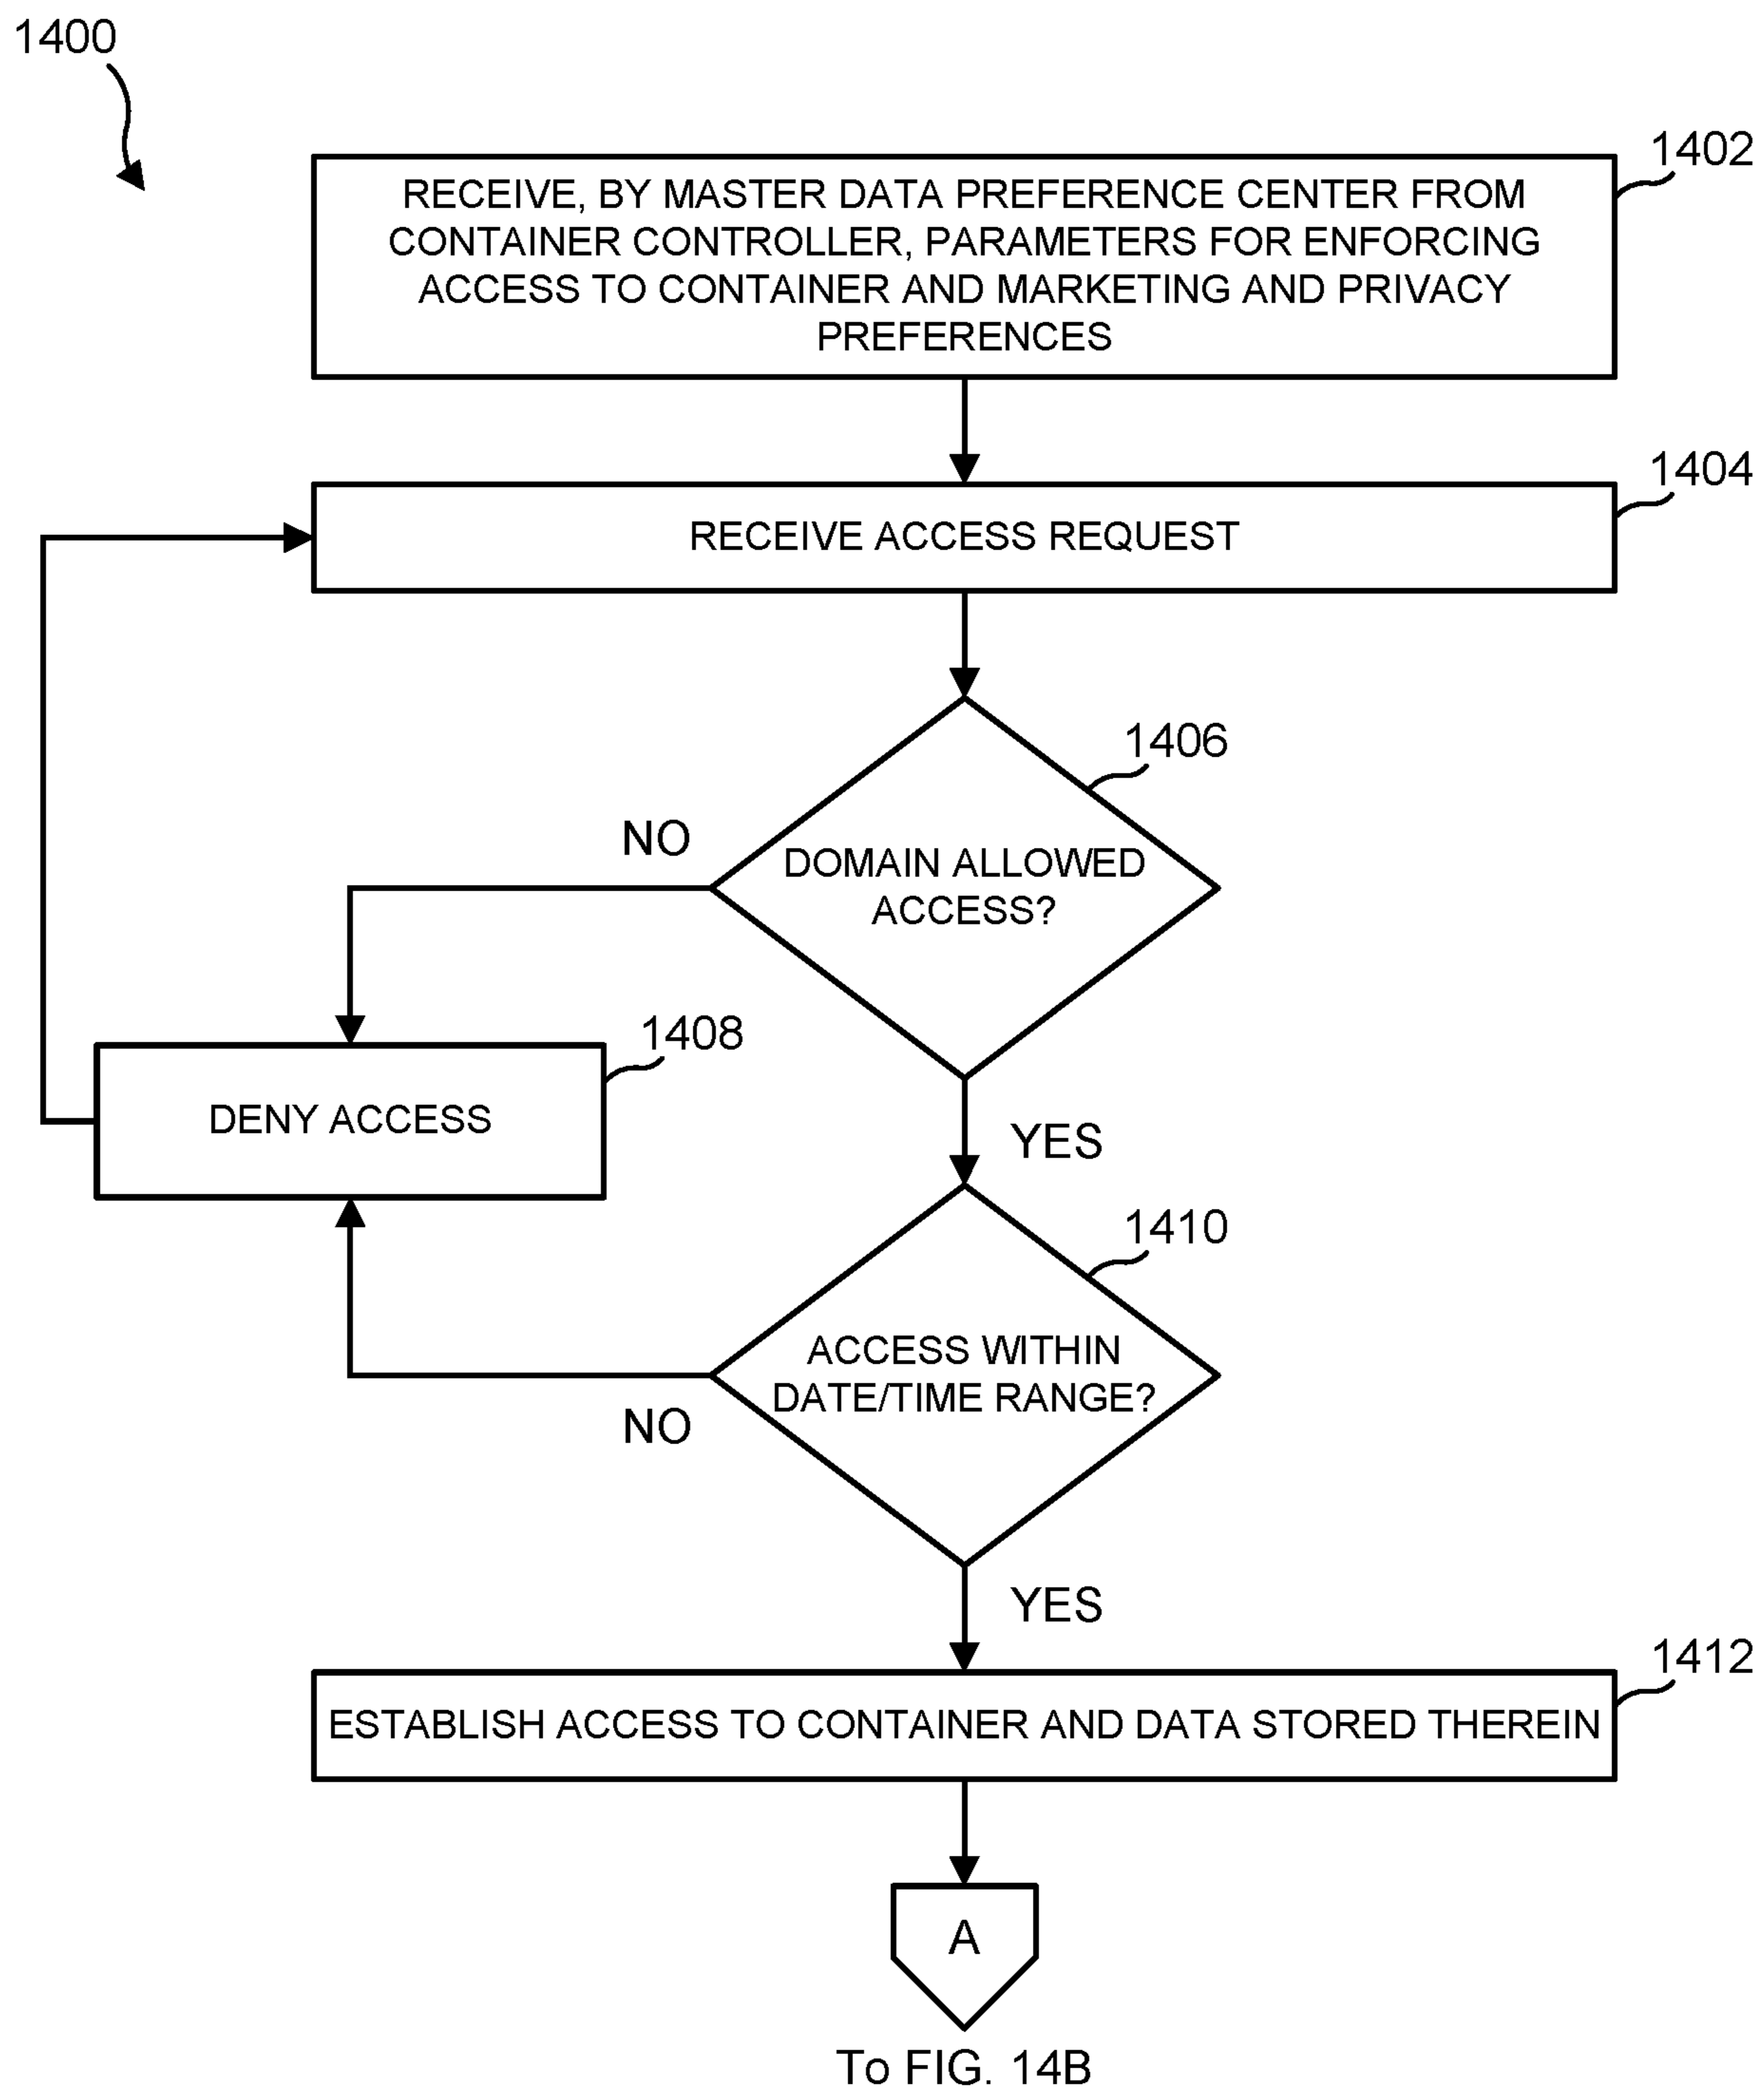 1400
1402
RECEIVE, BY MASTER DATA PREFERENCE CENTER FROM
CONTAINER CONTROLLER, PARAMETERS FOR ENFORCING
ACCESS TO CONTAINER AND MARKETING AND PRIVACY
PREFERENCES
1404
RECEIVE ACCESS REQUEST
1406
NO
DOMAIN ALLOWED
ACCESS?
1408
DENY ACCESS
YES
1410
ACCESS WITHIN
DATE/TIME RANGE?
NO
YES
1412
ESTABLISH ACCESS TO CONTAINER AND DATA STORED THEREIN
A
To FIG. 14B